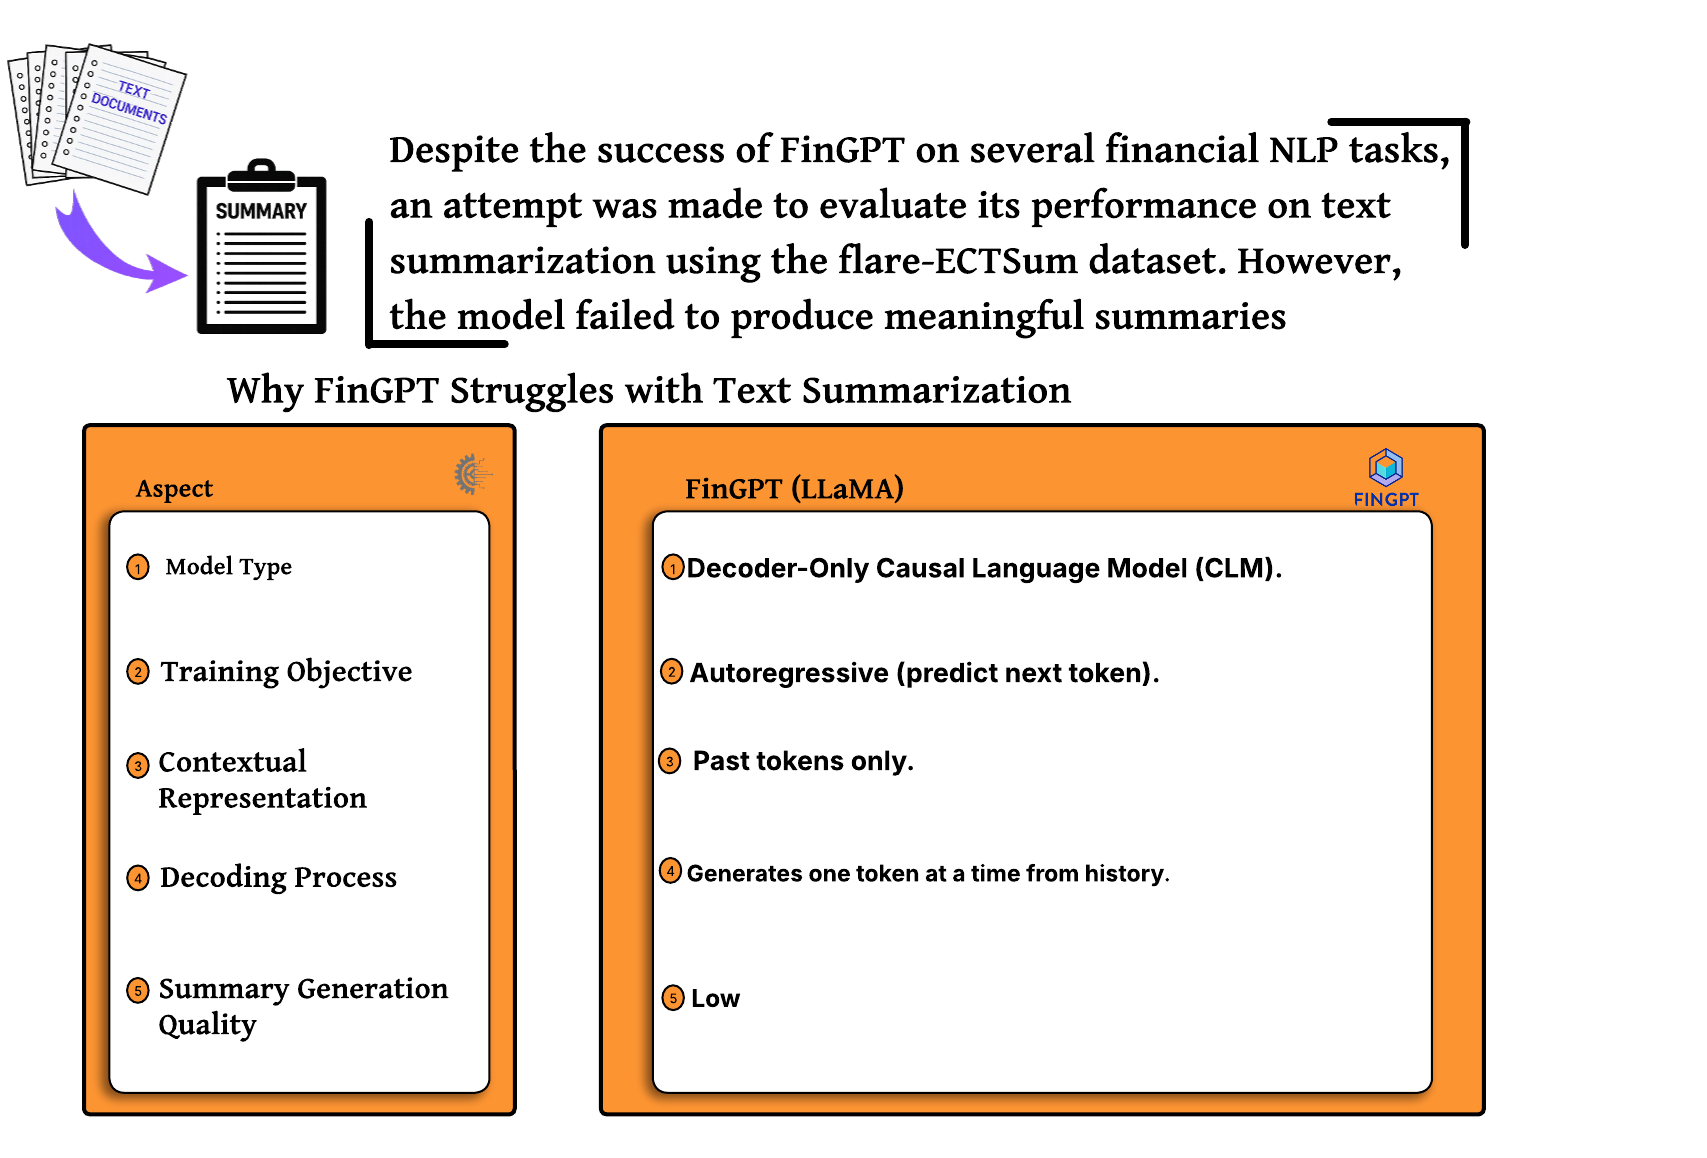 TEXT
DOCUMENTS
SUMMARY
Despite the success of FinGPT on several financial NLP tasks,
an attempt was made to evaluate its performance on text
summarization using the flare-ECTSum dataset. However,
the model failed to produce meaningful summaries
Why FinGPT Struggles with Text Summarization
Aspect
1 Model Type
2 Training Objective
3 Contextual
Representation
4 Decoding Process
5 Summary Generation
Quality
FinGPT (LLaMA)
FINGPT
1 Decoder-Only Causal Language Model (CLM).
2 Autoregressive (predict next token).
3 Past tokens only.
4 Generates one token at a time from history.
5 Low